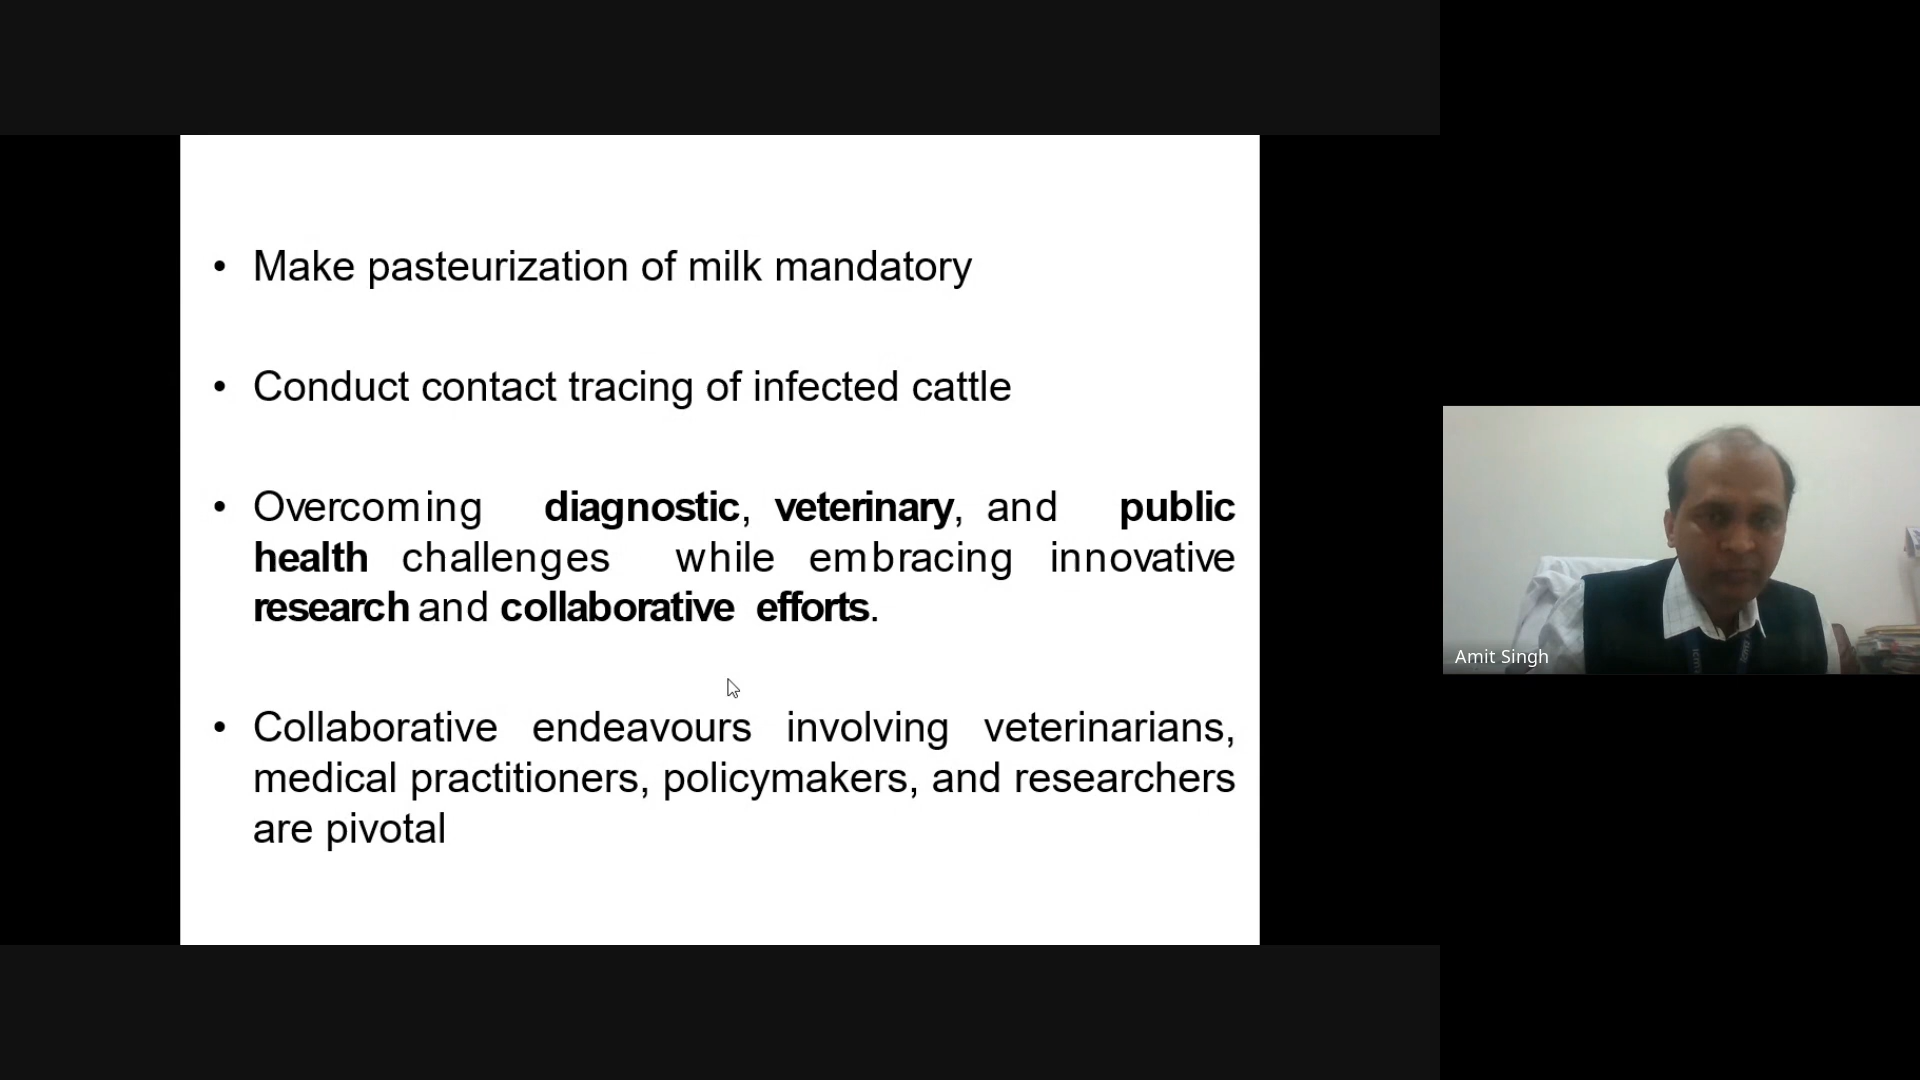 • Make pasteurization of milk mandatory
• Conduct contact tracing of infected cattle
• Overcoming diagnostic, veterinary, and public
health challenges while embracing innovative
research and collaborative efforts.
• Collaborative endeavours involving veterinarians,
medical practitioners, policymakers, and researchers
are pivotal
Amit Singh